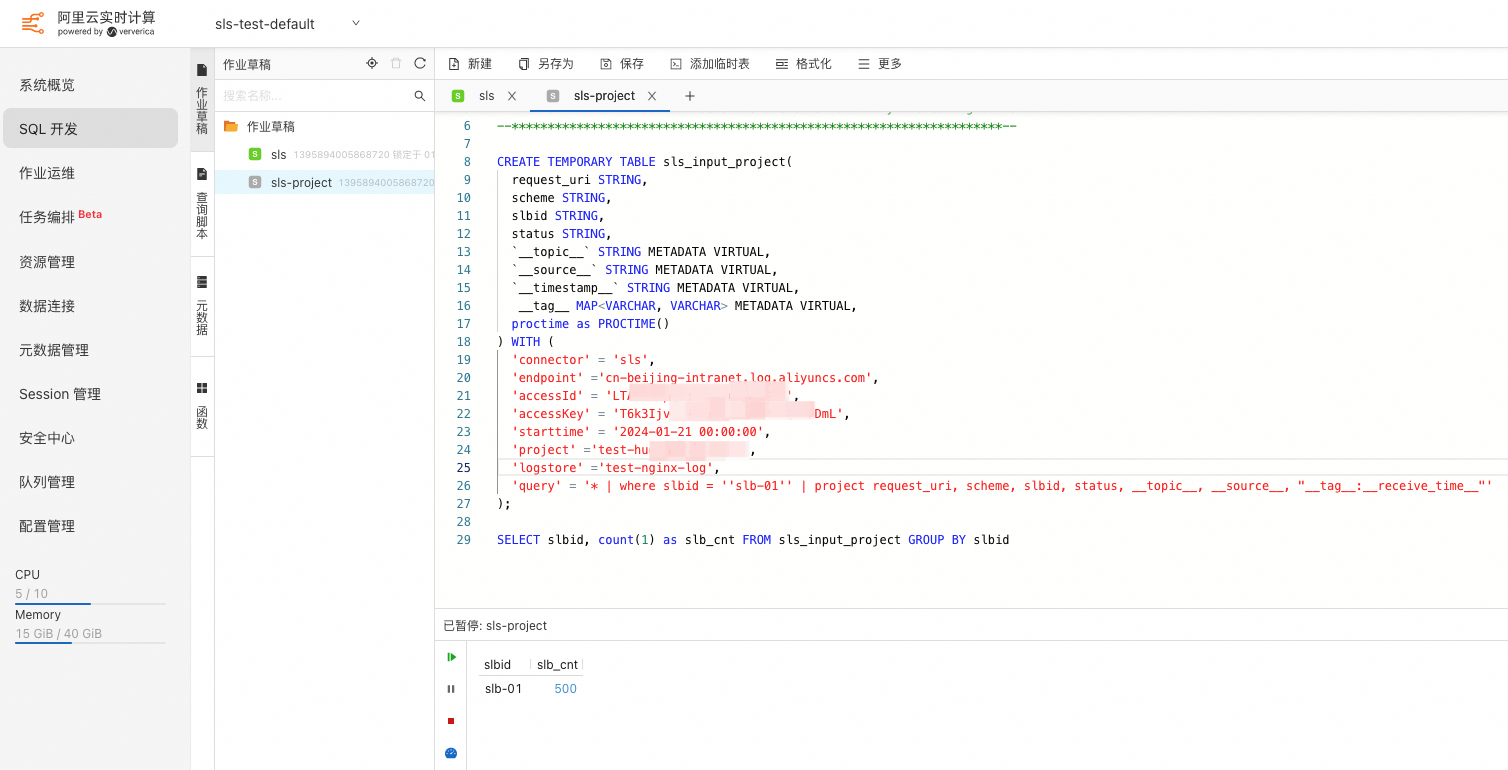 阿里云实时计算
powered by ververica
sls-test-default
系统概览
SQL 开发
作业运维
任务编排 Beta
资源管理
数据连接
元数据管理
Session 管理
安全中心
队列管理
配置管理
CPU
5 / 10
Memory
15 GiB / 40 GiB
作业草稿
查询脚本
元数据
函数
作业草稿
搜索名称...
作业草稿
sls 1395894005868720 锁定于 01
sls-project 1395894005868720
新建 另存为 保存 添加临时表 格式化 更多
sls sls-project
6 --********************************************************************--
7
8 CREATE TEMPORARY TABLE sls_input_project(
9 request_uri STRING,
10 scheme STRING,
11 slbid STRING,
12 status STRING,
13 `__topic__` STRING METADATA VIRTUAL,
14 `__source__` STRING METADATA VIRTUAL,
15 `__timestamp__` STRING METADATA VIRTUAL,
16 __tag__ MAP<VARCHAR, VARCHAR> METADATA VIRTUAL,
17 proctime as PROCTIME()
18 ) WITH (
19 'connector' = 'sls',
20 'endpoint' ='cn-beijing-intranet.log.aliyuncs.com',
21 'accessId' = 'LTA ',
22 'accessKey' = 'T6k3Ijv DmL',
23 'starttime' = '2024-01-21 00:00:00',
24 'project' ='test-hu ,
25 'logstore' ='test-nginx-log',
26 'query' = '* | where slbid = ''slb-01'' | project request_uri, scheme, slbid, status, __topic__, __source__, "__tag__:__receive_time__"'
27 );
28
29 SELECT slbid, count(1) as slb_cnt FROM sls_input_project GROUP BY slbid
已暂停: sls-project
slbid slb_cnt
slb-01 500